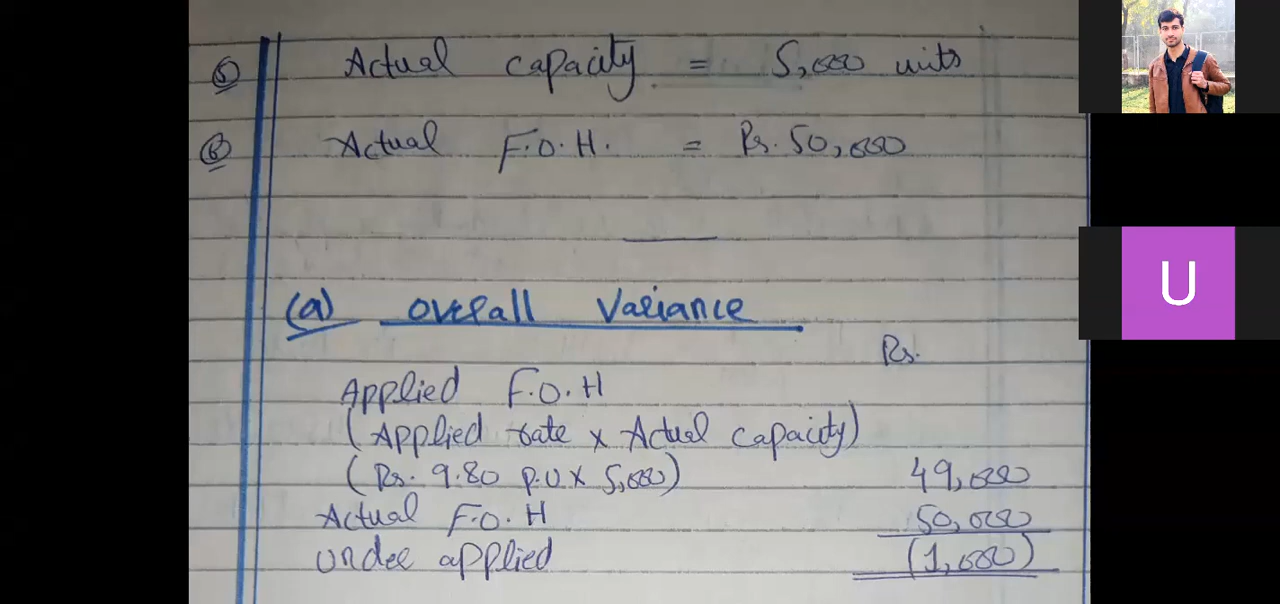 (5) Actual capacity = 5,000 units
(6) Actual F.O.H. = Rs. 50,000
(a) Overall Variance
Rs.
Applied F.O.H
(Applied rate x Actual capacity)
(Rs. 9.80 P.U x 5,000) 49,000
Actual F.O.H 50,000
Under applied (1,000)
U